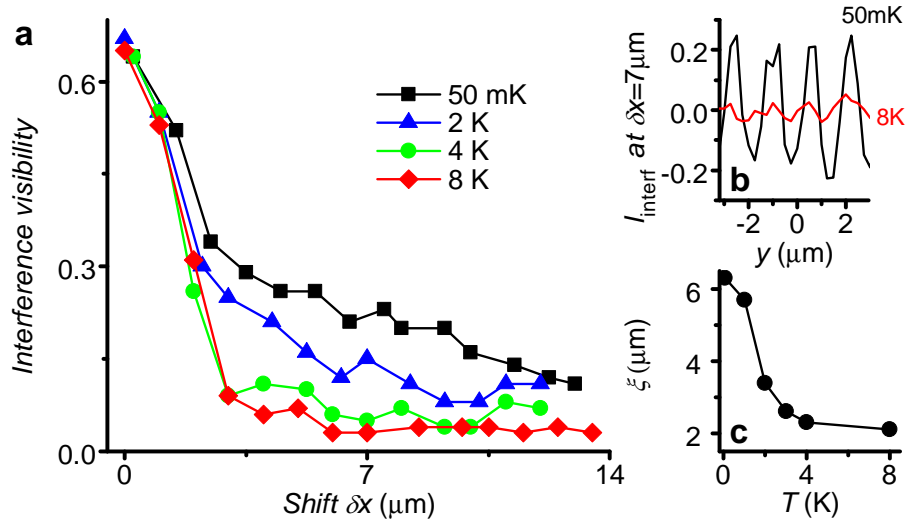 a
Interference visibility
0.6
0.3
0.0
0
7
14
Shift δx (μm)
50 mK
2 K
4 K
8 K
50mK
8K
b
I_interf at δx=7μm
0.2
0.0
-0.2
-2
0
2
y (μm)
c
ξ (μm)
6
4
2
0
4
8
T (K)